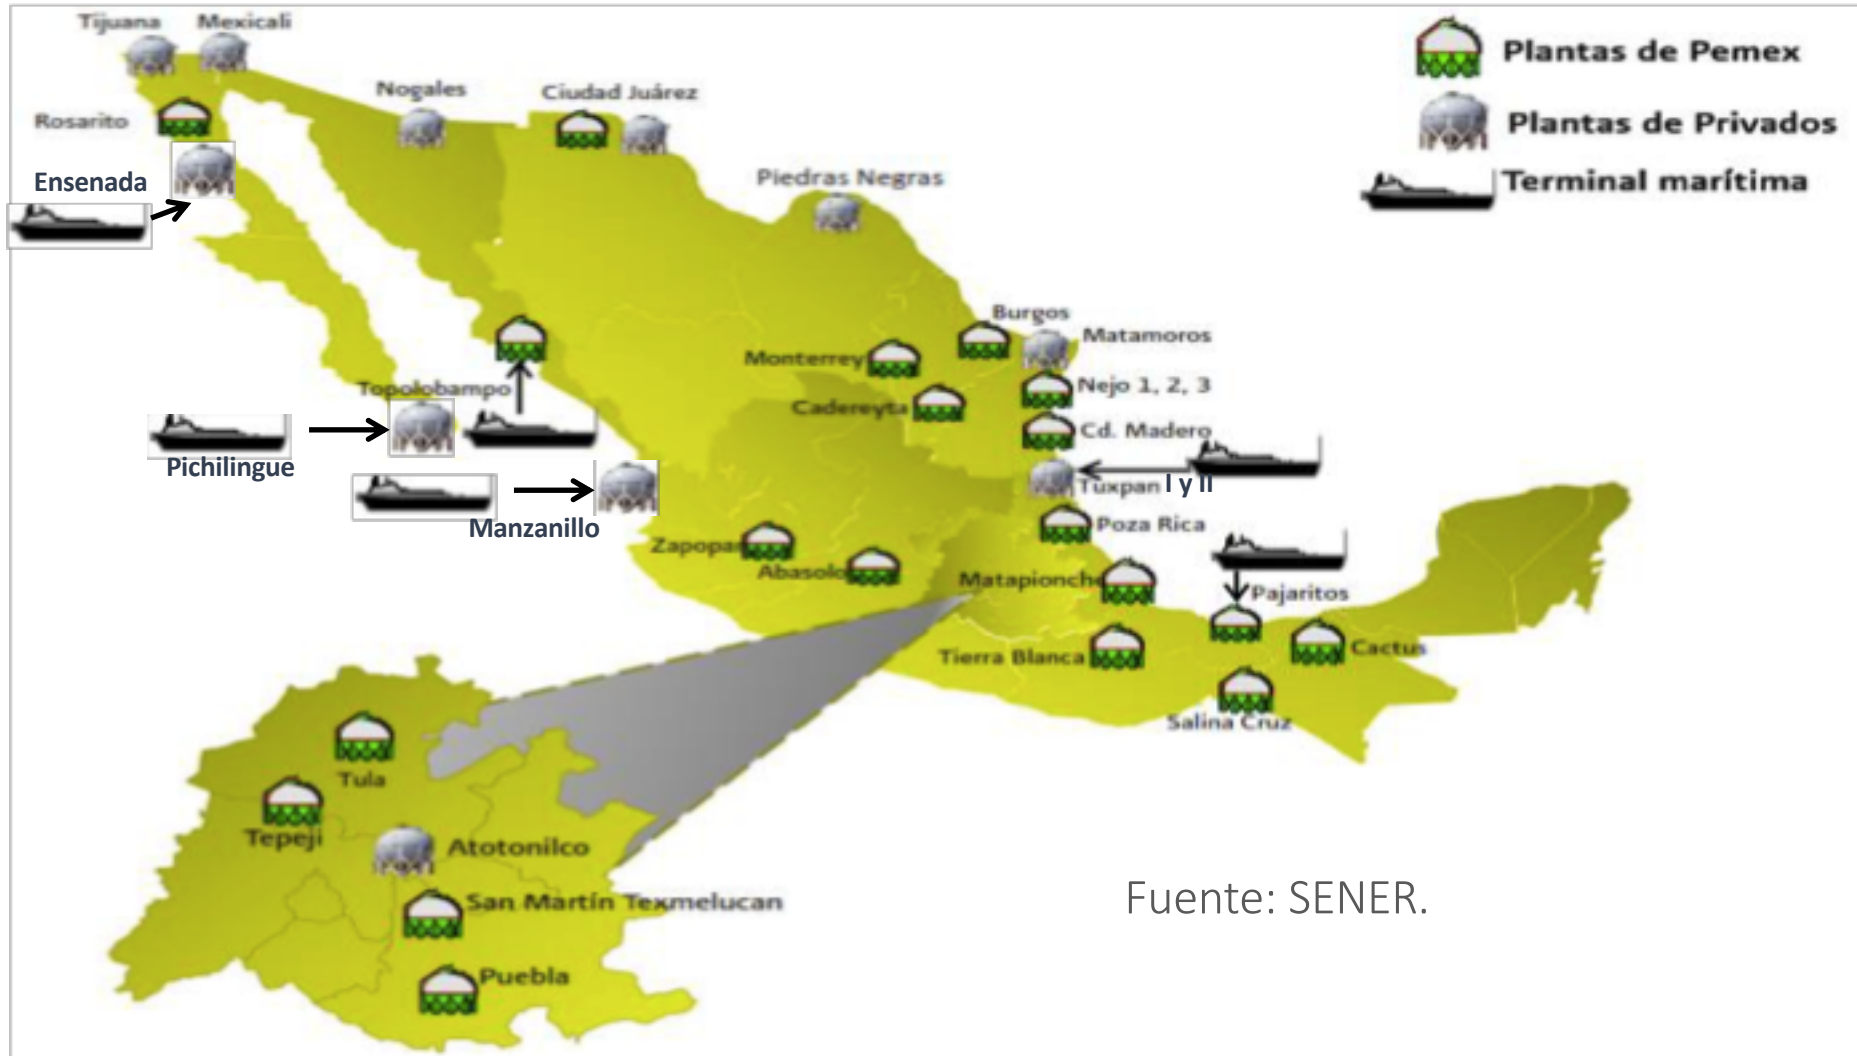 Tijuana
Mexicali
Plantas de Pemex
Nogales
Ciudad Juárez
Rosarito
Plantas de Privados
Piedras Negras
Ensenada
Terminal marítima
Burgos
Matamoros
Monterrey
Nejo 1, 2, 3
Topolobampo
Cadereyta
Cd. Madero
Pichilingue
Tuxpan I y II
Manzanillo
Poza Rica
Zapopan
Abasolo
Matapionche
Pajaritos
Tierra Blanca
Cactus
Salina Cruz
Tula
Tepeji
Atotonilco
San Martín Texmelucan
Fuente: SENER.
Puebla